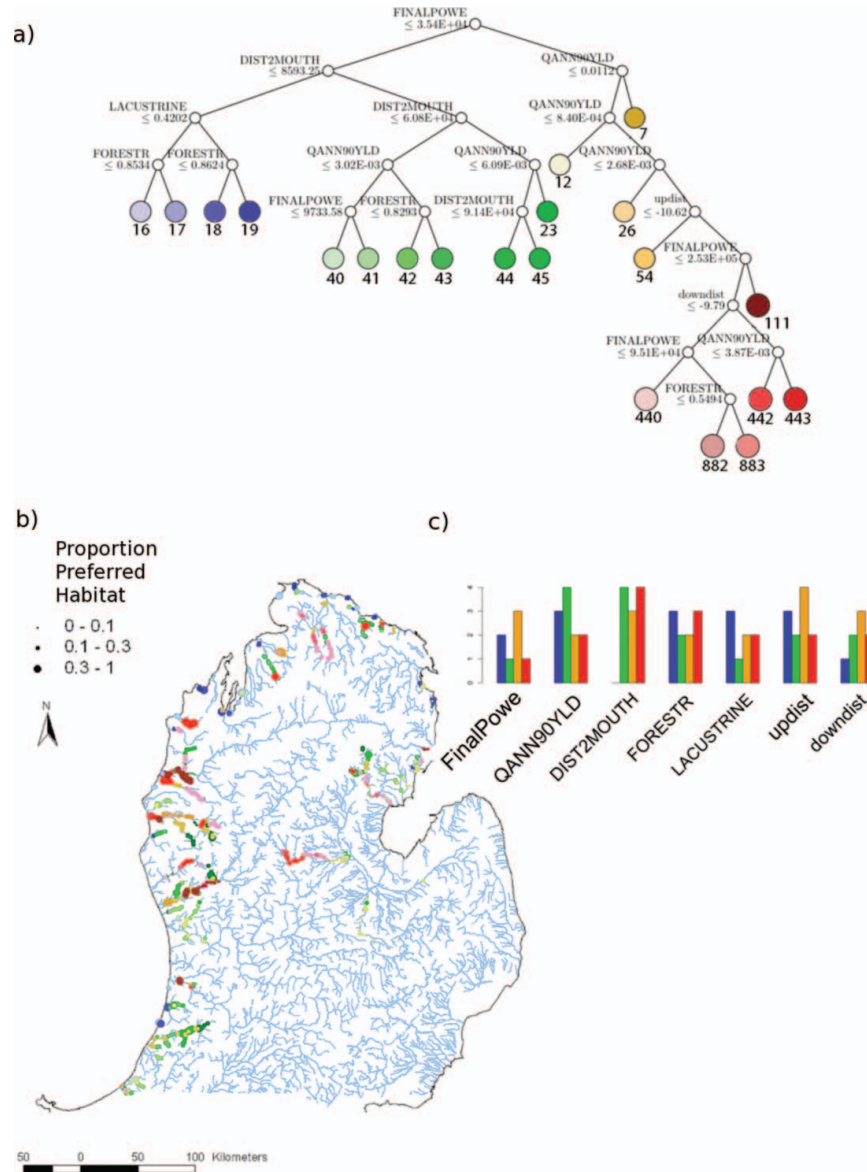 a)
FINALPOWE
≤ 3.54E+04
DIST2MOUTH
≤ 8593.25
QANN90YLD
≤ 0.0112
LACUSTRINE
≤ 0.4202
DIST2MOUTH
≤ 6.08E+04
QANN90YLD
≤ 8.40E-04
7
FORESTR
≤ 0.8534
FORESTR
≤ 0.8624
QANN90YLD
≤ 3.02E-03
QANN90YLD
≤ 6.09E-03
12
QANN90YLD
≤ 2.68E-03
16
17
18
19
FINALPOWE
≤ 9733.58
FORESTR
≤ 0.8293
DIST2MOUTH
≤ 9.14E+04
23
26
updist
≤ -10.62
40
41
42
43
44
45
54
FINALPOWE
≤ 2.53E+05
downdist
≤ -9.79
111
FINALPOWE
≤ 9.51E+04
QANN90YLD
≤ 3.87E-03
440
FORESTR
≤ 0.5494
442
443
882
883
b)
Proportion
Preferred
Habitat
0 - 0.1
0.1 - 0.3
0.3 - 1
N
50
0
50
100
Kilometers
c)
4
3
2
1
0
FinalPowe
QANN90YLD
DIST2MOUTH
FORESTR
LACUSTRINE
updist
downdist